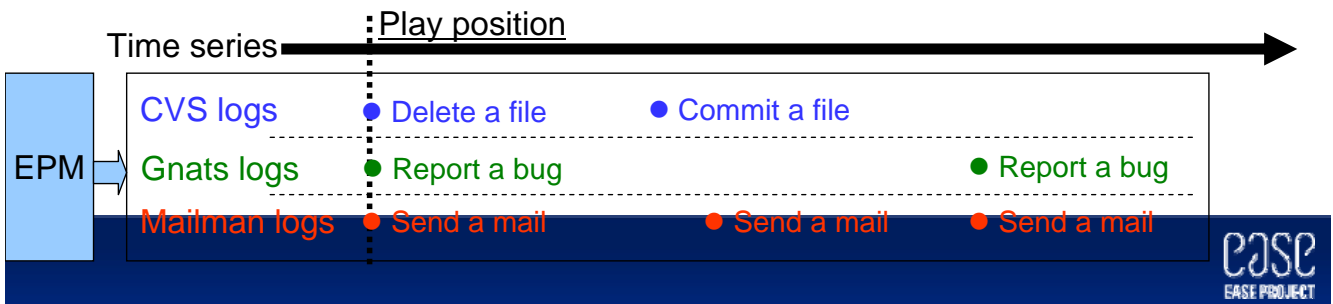 Play position
Time series
CVS logs Delete a file Commit a file
EPM Gnats logs Report a bug Report a bug
Mailman logs Send a mail Send a mail Send a mail
EASE
EASE PROJECT